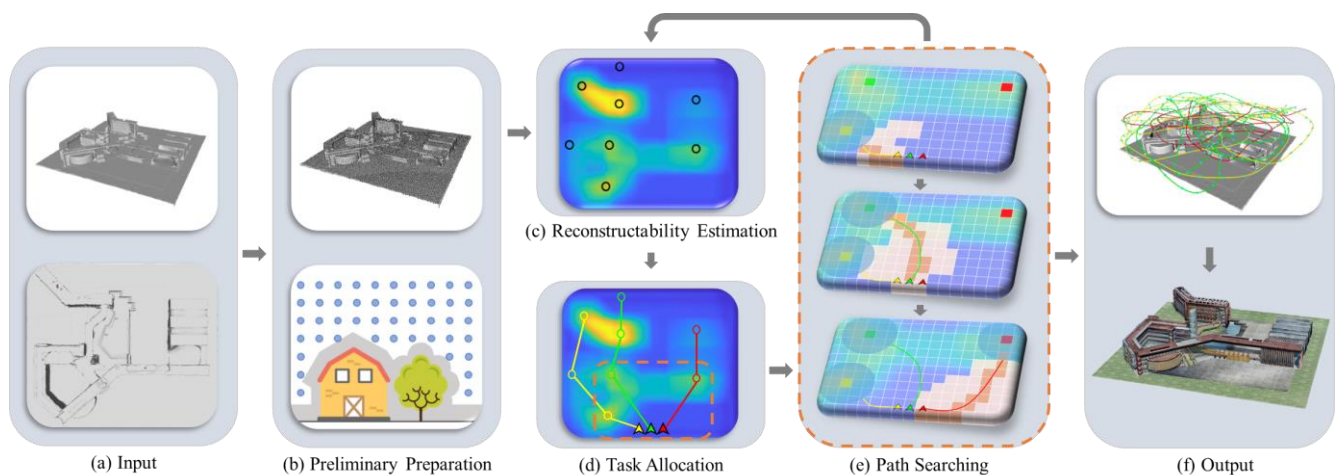 (c) Reconstructability Estimation
(a) Input
(b) Preliminary Preparation
(d) Task Allocation
(e) Path Searching
(f) Output